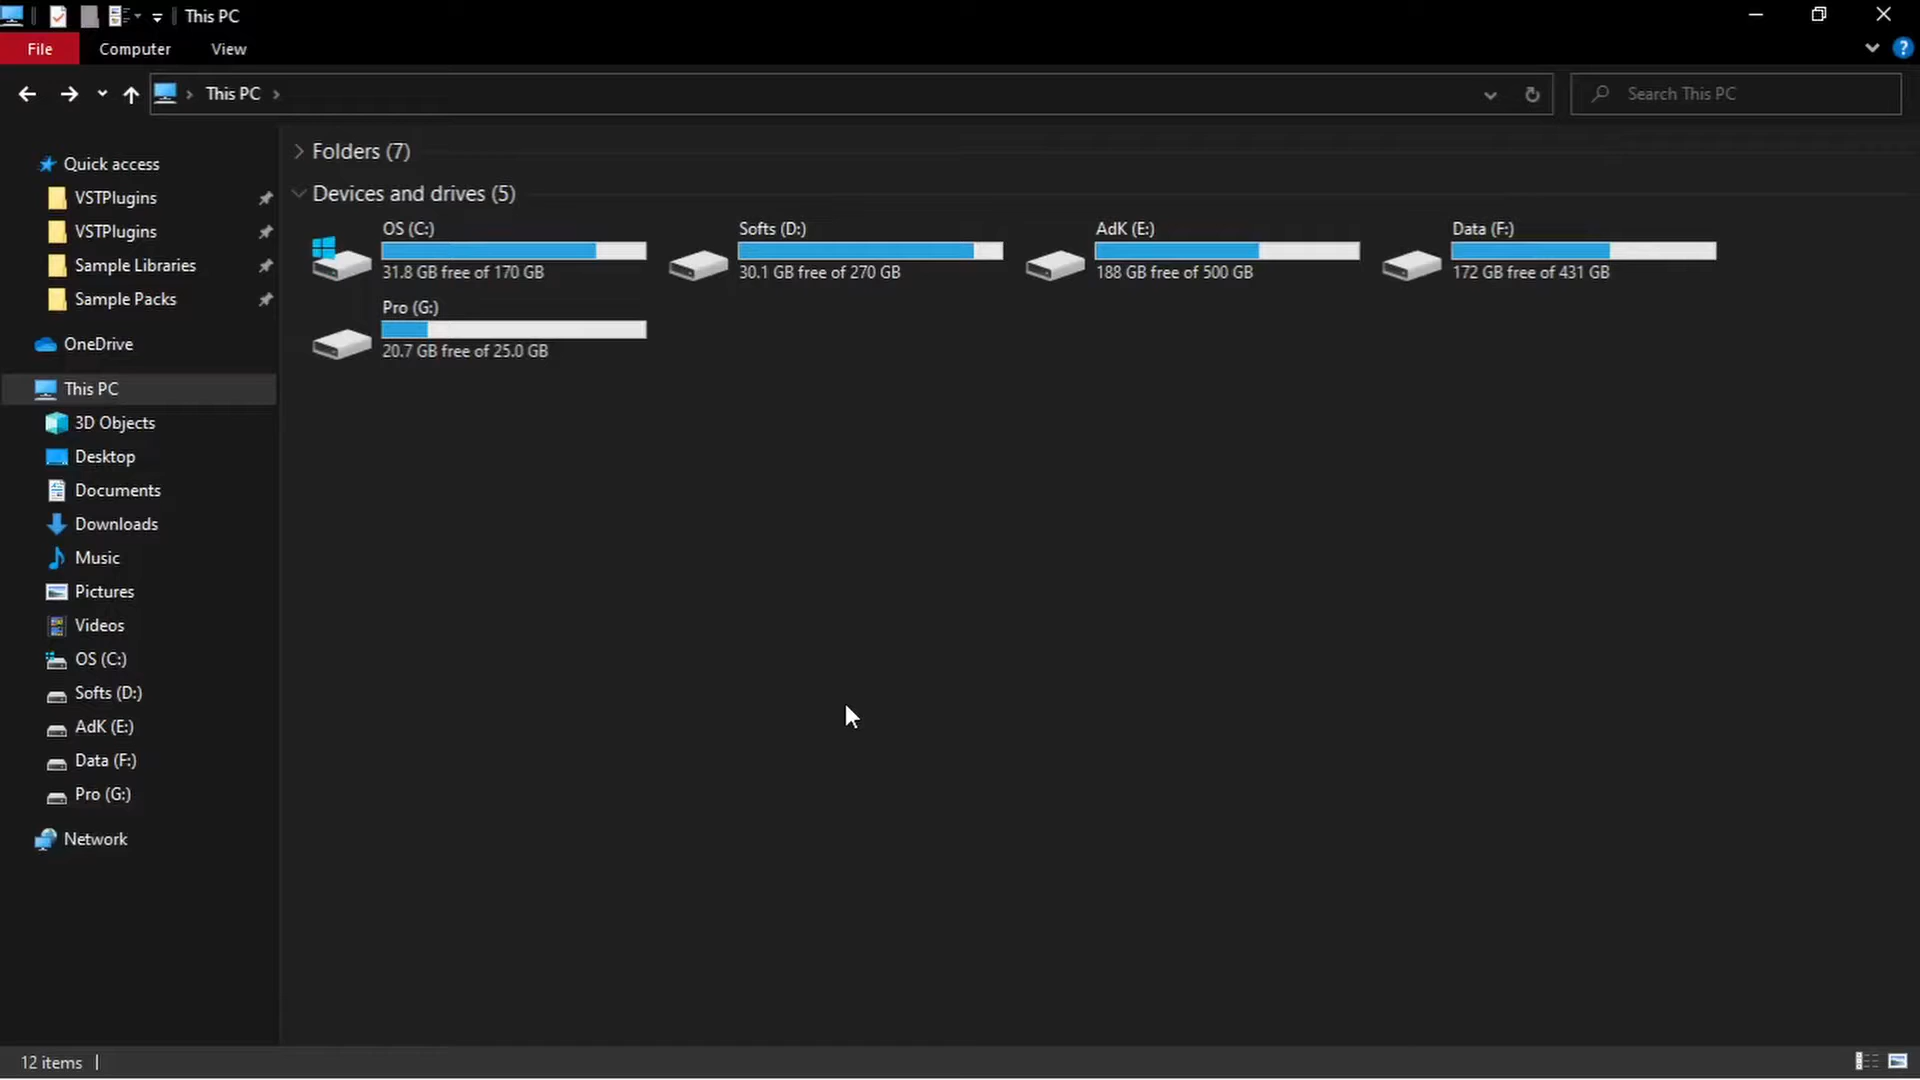 This PC
File Computer View
?
This PC
Search This PC
Quick access
VSTPlugins
VSTPlugins
Sample Libraries
Sample Packs
OneDrive
This PC
3D Objects
Desktop
Documents
Downloads
Music
Pictures
Videos
OS (C:)
Softs (D:)
AdK (E:)
Data (F:)
Pro (G:)
Network
Folders (7)
Devices and drives (5)
OS (C:)
31.8 GB free of 170 GB
Softs (D:)
30.1 GB free of 270 GB
AdK (E:)
188 GB free of 500 GB
Data (F:)
172 GB free of 431 GB
Pro (G:)
20.7 GB free of 25.0 GB
12 items